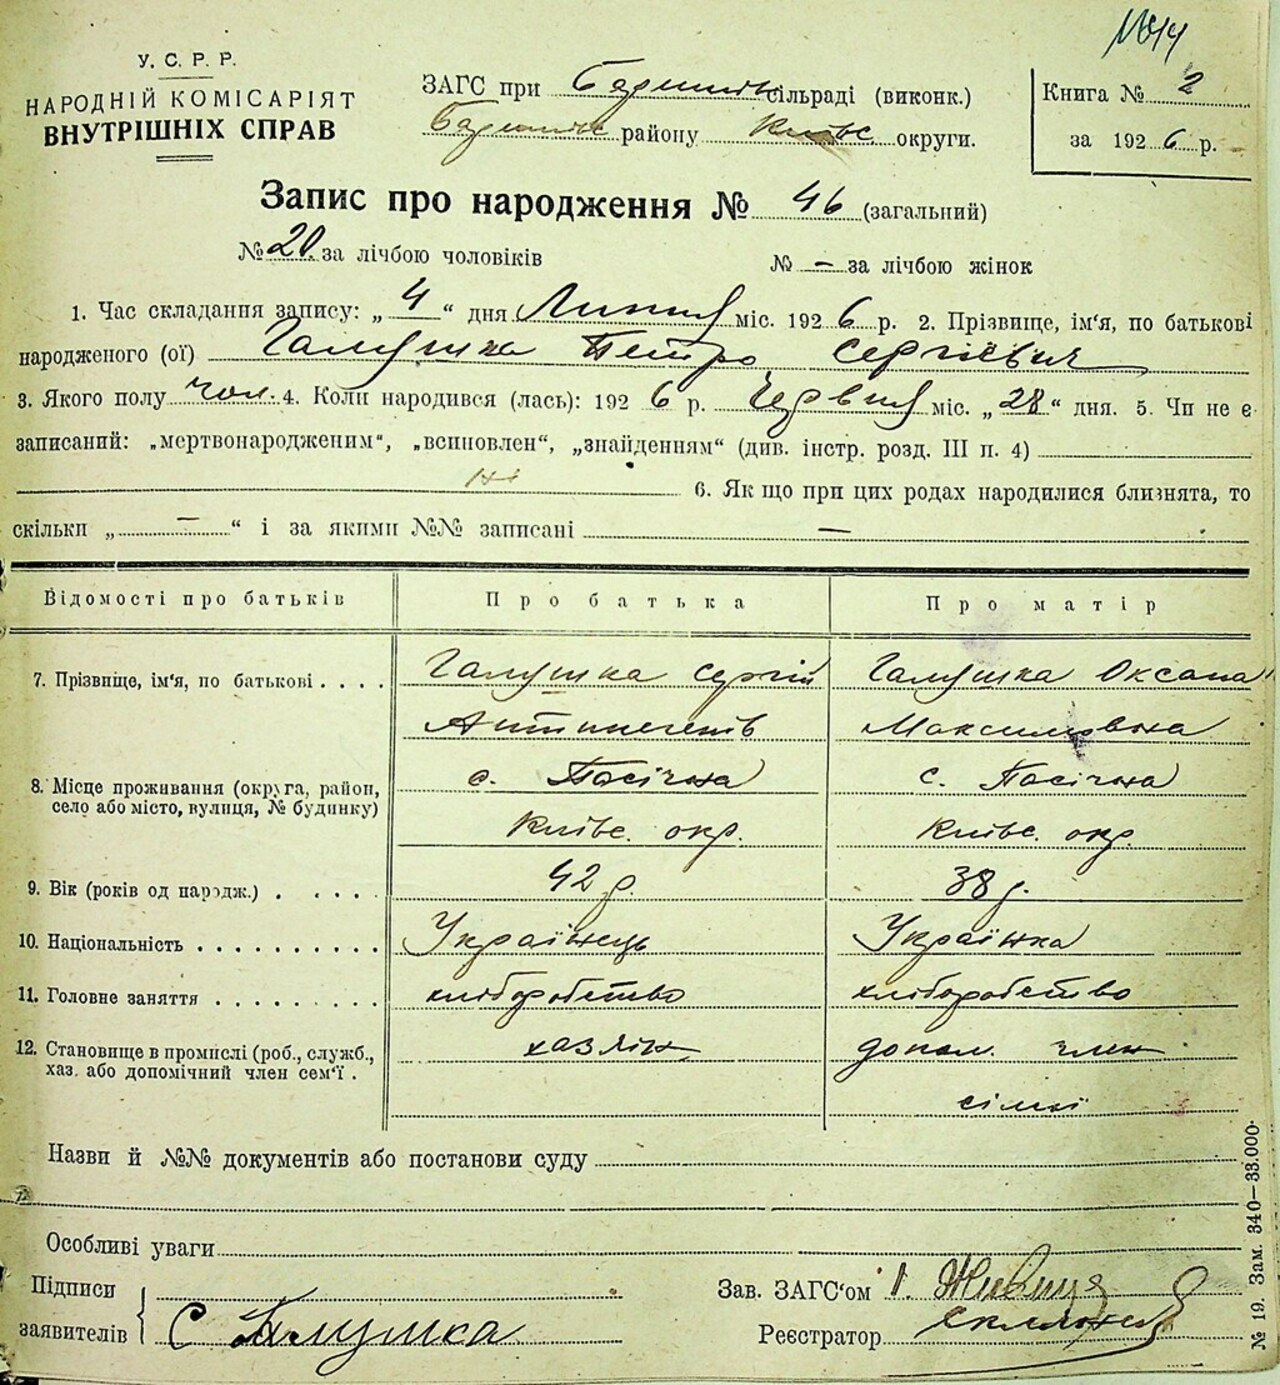 У. С. Р. Р.
НАРОДНІЙ КОМІСАРІЯТ
ВНУТРІШНІХ СПРАВ
ЗАГС при сільраді (виконк.)
району Київс. округи.
Книга № 2
за 1926 р.
Запис про народження № 46 (загальний)
№ 20. за лічбою чоловіків № — за лічбою жінок
1. Час складання запису: „4“ дня Липня міс. 1926 р. 2. Прізвище, ім‘я, по батькові
народженого (ої) Галушка Петро Сергієвич
3. Якого полу чол. 4. Коли народився (лась): 1926 р. Червня міс. „28“ дня. 5. Чи не є
записаний: „мертвонародженим“, „всиновлен“, „знайденням“ (див. інстр. розд. III п. 4)
ні 6. Як що при цих родах народилися близнята, то
скільки „—“ і за якими №№ записані —
Відомості про батьків Про батька Про матір
7. Прізвище, ім‘я, по батькові . . . . Галушка Сергій Галушка Оксана
Максимовна
8. Місце проживання (округа, район, село або місто, вулиця, № будинку) с. Пасічна с. Пасічна
Київс. окр. Київс. окр.
9. Вік (років од народж.) . . . . . 42 р. 38 р.
10. Національність . . . . . . . . . . Українець Українка
11. Головне заняття . . . . . . . . . хліборобство хліборобство
12. Становище в промислі (роб., служб., хаз. або допомічний член сем‘ї . хазяїн допом. член
сімї
Назви й №№ документів або постанови суду
Особливі уваги
Підписи
заявителів С Галушка
Зав. ЗАГС‘ом
Реєстратор
№ 19. Зам. 340—33.000.